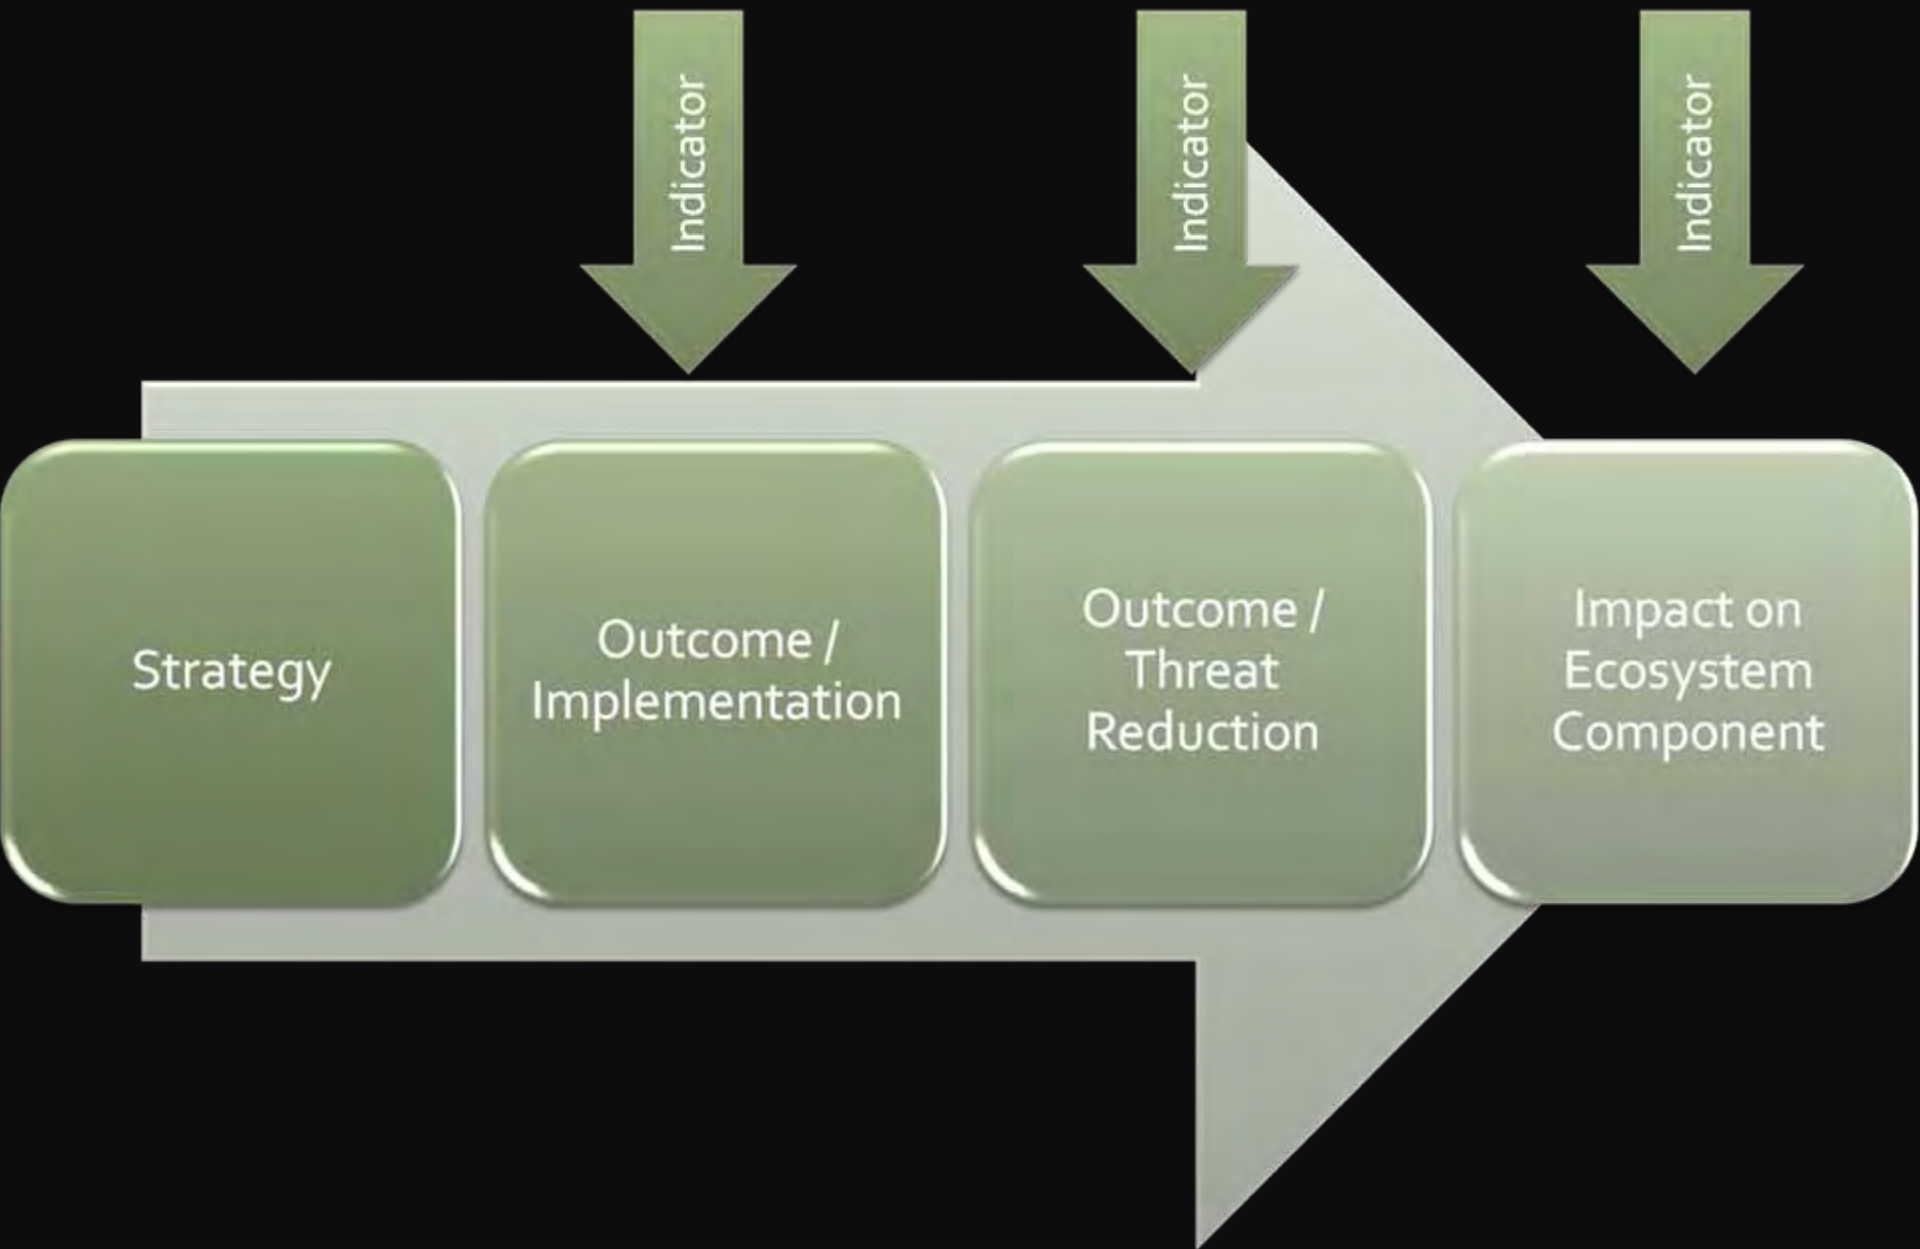 Indicator
Indicator
Indicator
Strategy
Outcome /
Implementation
Outcome /
Threat
Reduction
Impact on
Ecosystem
Component